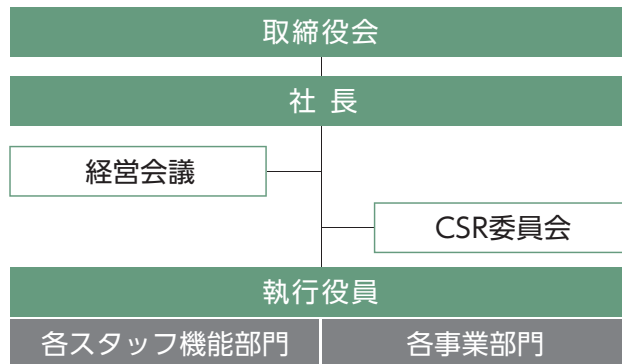 取締役会
社 長
経営会議
CSR委員会
執行役員
各スタッフ機能部門
各事業部門